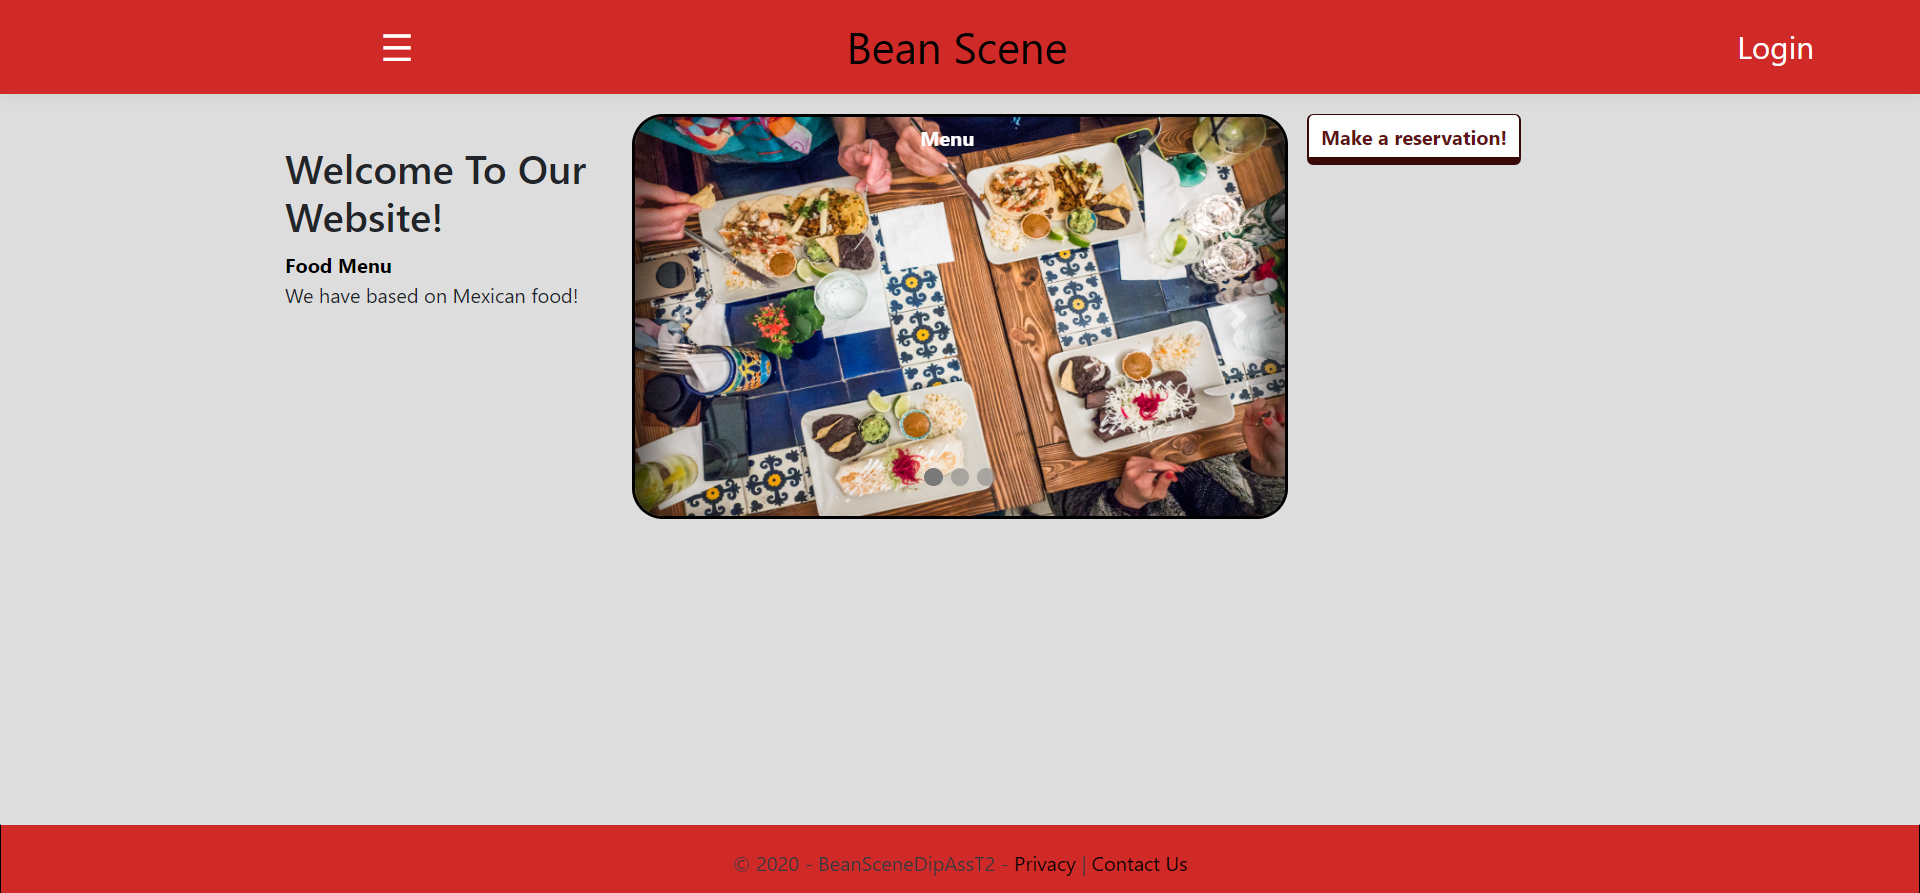 ☰ Bean Scene Login
Welcome To Our
Website!
Food Menu
We have based on Mexican food!
Menu
Make a reservation!
© 2020 - BeanSceneDipAssT2 - Privacy | Contact Us